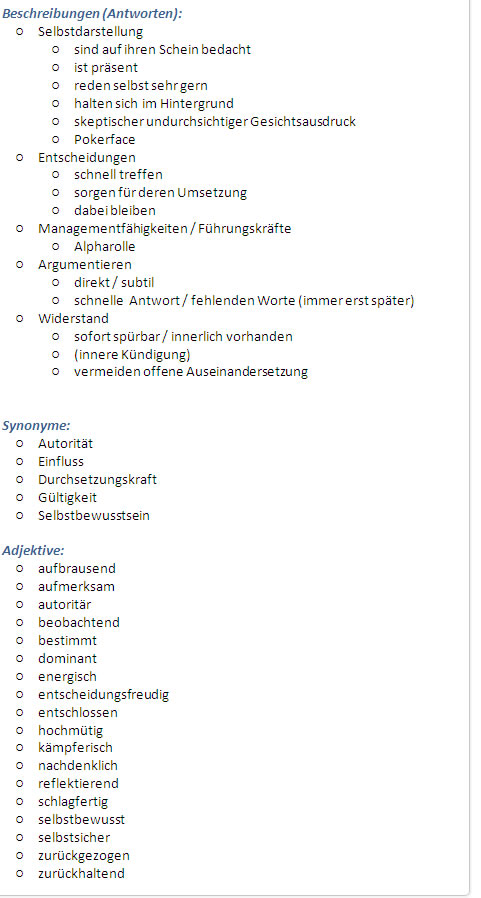 Beschreibungen (Antworten):
○ Selbstdarstellung
○ sind auf ihren Schein bedacht
○ ist präsent
○ reden selbst sehr gern
○ halten sich im Hintergrund
○ skeptischer undurchsichtiger Gesichtsausdruck
○ Pokerface
○ Entscheidungen
○ schnell treffen
○ sorgen für deren Umsetzung
○ dabei bleiben
○ Managementfähigkeiten / Führungskräfte
○ Alpharolle
○ Argumentieren
○ direkt / subtil
○ schnelle Antwort / fehlenden Worte (immer erst später)
○ Widerstand
○ sofort spürbar / innerlich vorhanden
○ (innere Kündigung)
○ vermeiden offene Auseinandersetzung
Synonyme:
○ Autorität
○ Einfluss
○ Durchsetzungskraft
○ Gültigkeit
○ Selbstbewusstsein
Adjektive:
○ aufbrausend
○ aufmerksam
○ autoritär
○ beobachtend
○ bestimmt
○ dominant
○ energisch
○ entscheidungsfreudig
○ entschlossen
○ hochmütig
○ kämpferisch
○ nachdenklich
○ reflektierend
○ schlagfertig
○ selbstbewusst
○ selbstsicher
○ zurückgezogen
○ zurückhaltend